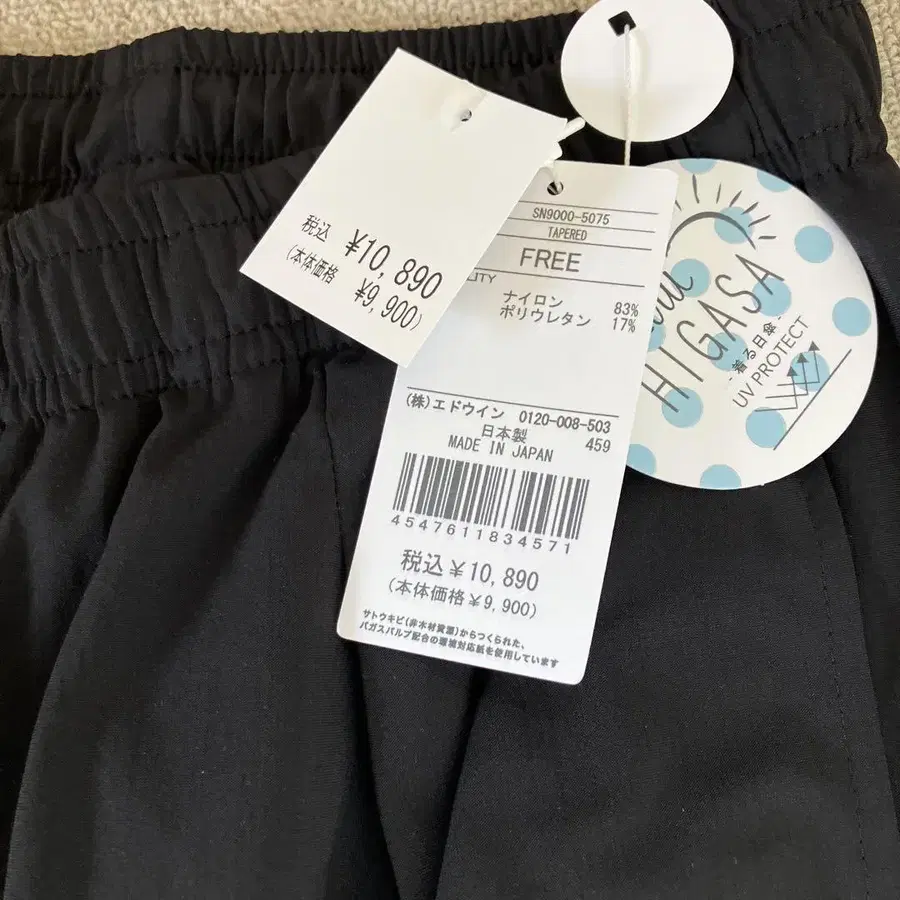 税込 ¥10,890
(本体価格 ¥9,900)
SN9000-5075
TAPERED
FREE
ナイロン 83%
ポリウレタン 17%
(株)エドウイン 0120-008-503
日本製 459
MADE IN JAPAN
4547611834571
税込¥10,890
(本体価格¥9,900)
サトウキビ(非木材資源)からつくられた、
バガスパルプ配合の環境対応紙を使用しています
HIGASA
-着る日傘-
UV PROTECT